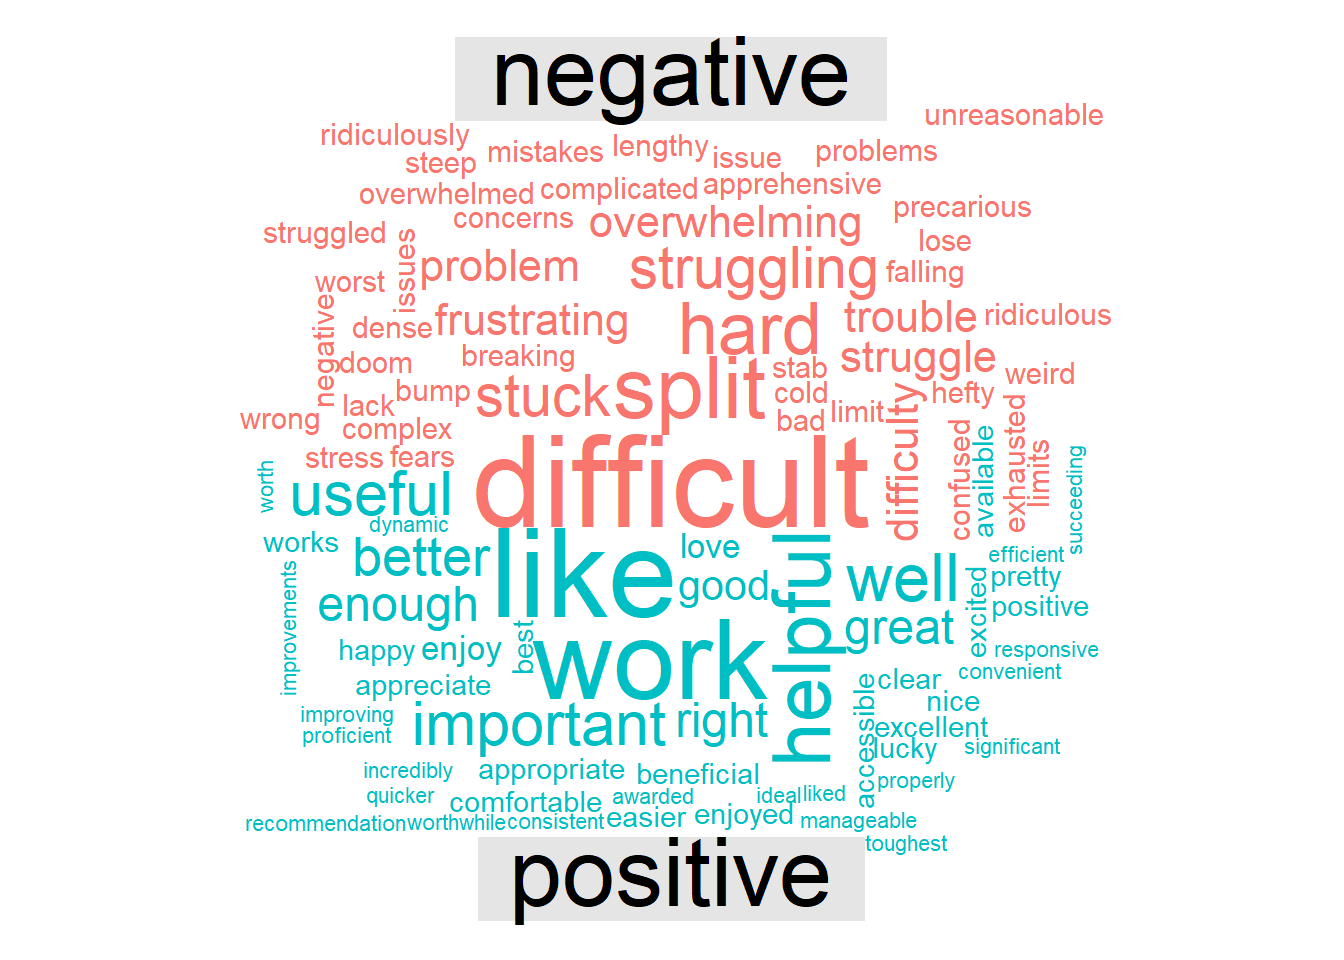 negative
unreasonable
ridiculously
mistakes
lengthy
issue
problems
steep
overwhelmed
complicated
apprehensive
concerns
overwhelming
precarious
struggled
issues
problem
struggling
lose
falling
worst
negative
dense
frustrating
hard
trouble
ridiculous
doom
breaking
stab
struggle
weird
bump
stuck
split
cold
hefty
wrong
lack
bad
limit
complex
difficulty
confused
available
exhausted
limits
succeeding
stress
fears
difficult
worth
useful
dynamic
works
better
like
love
helpful
well
efficient
pretty
improvements
enough
good
excited
positive
great
best
happy
enjoy
work
responsive
convenient
appreciate
clear
accessible
nice
improving
important
right
excellent
proficient
lucky
significant
incredibly
appropriate
beneficial
properly
quicker
comfortable
awarded
ideal
liked
recommendation
worthwhile
consistent
easier
enjoyed
manageable
toughest
positive